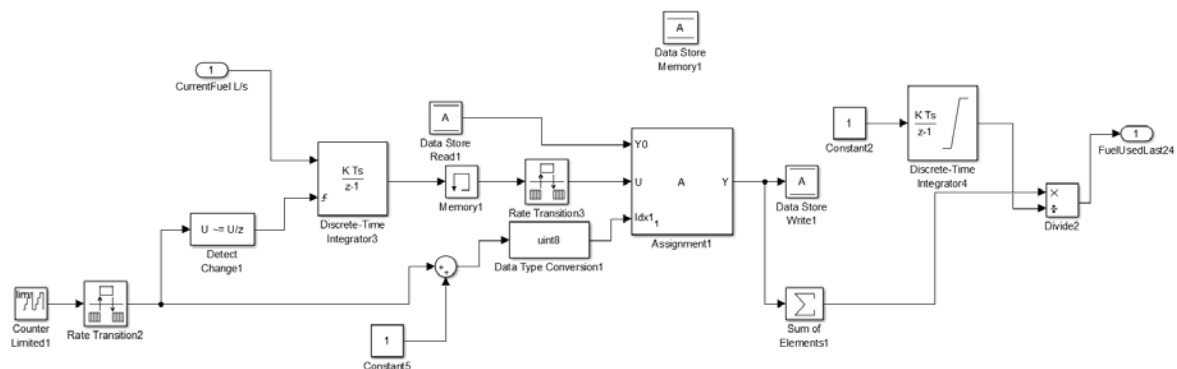 A
Data Store
Memory1
1
CurrentFuel L/s
A
Data Store
Read1
K Ts
z-1
Discrete-Time
Integrator3
Memory1
Rate Transition3
Y0
U
Idx1 1
A
Y
Assignment1
A
Data Store
Write1
1
Constant2
K Ts
z-1
Discrete-Time
Integrator4
1
FuelUsedLast24
×
÷
Divide2
U ~= U/z
Detect
Change1
uint8
Data Type Conversion1
+
+
lim
Counter
Limited1
Rate Transition2
1
Constant5
Σ
Sum of
Elements1